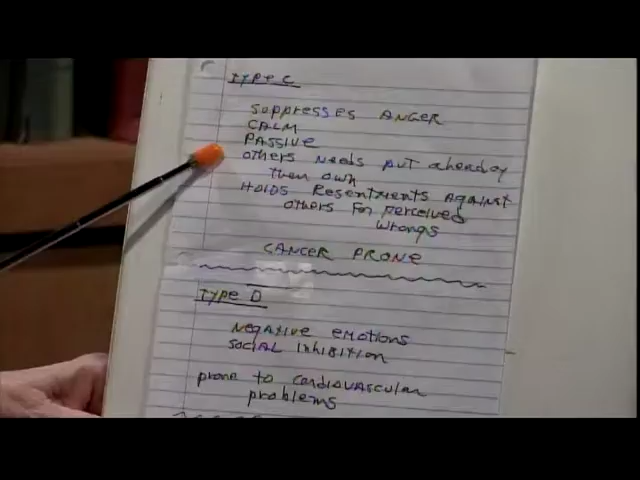 TYPE C
SUPPRESSES ANGER
CALM
PASSIVE
OTHERS NEEDS PUT ahead of
their own
HOLDS Resentments AGAINST
others For perceived
wrongs
CANCER PRONE
TYPE D
Negative emotions
SOCIAL inhibition
prone to cardiovascular
problems